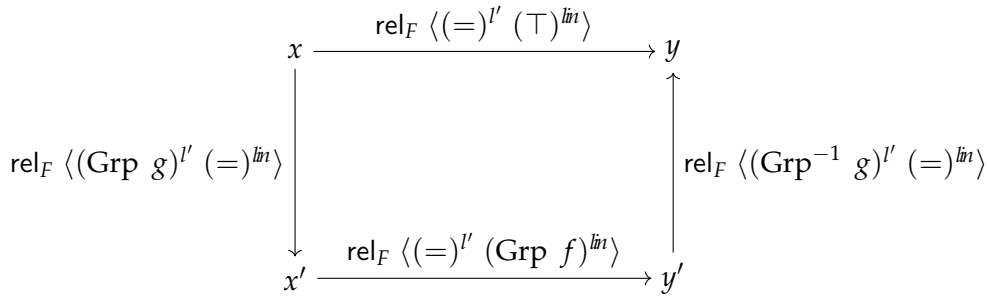 rel_F ⟨(=)^{l′} (⊤)^{lin}⟩
x y
rel_F ⟨(Grp g)^{l′} (=)^{lin}⟩ rel_F ⟨(Grp^{−1} g)^{l′} (=)^{lin}⟩
rel_F ⟨(=)^{l′} (Grp f)^{lin}⟩
x′ y′